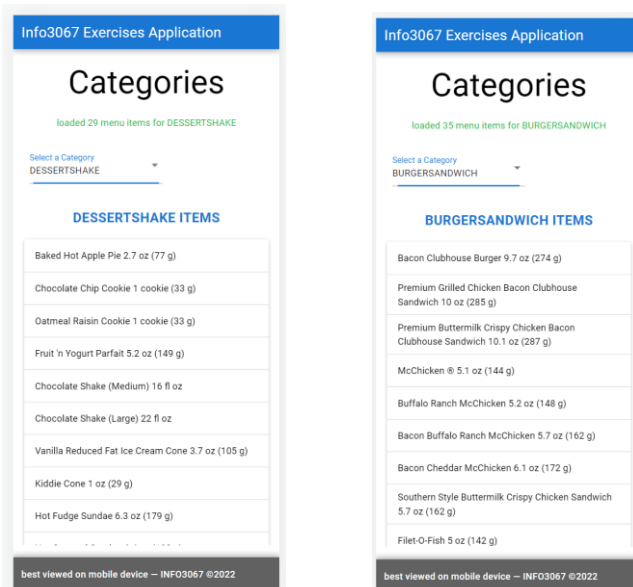 Info3067 Exercises Application
Categories
loaded 29 menu items for DESSERTSHAKE
Select a Category
DESSERTSHAKE
DESSERTSHAKE ITEMS
Baked Hot Apple Pie 2.7 oz (77 g)
Chocolate Chip Cookie 1 cookie (33 g)
Oatmeal Raisin Cookie 1 cookie (33 g)
Fruit 'n Yogurt Parfait 5.2 oz (149 g)
Chocolate Shake (Medium) 16 fl oz
Chocolate Shake (Large) 22 fl oz
Vanilla Reduced Fat Ice Cream Cone 3.7 oz (105 g)
Kiddie Cone 1 oz (29 g)
Hot Fudge Sundae 6.3 oz (179 g)
best viewed on mobile device — INFO3067 ©2022
Info3067 Exercises Application
Categories
loaded 35 menu items for BURGERSANDWICH
Select a Category
BURGERSANDWICH
BURGERSANDWICH ITEMS
Bacon Clubhouse Burger 9.7 oz (274 g)
Premium Grilled Chicken Bacon Clubhouse
Sandwich 10 oz (285 g)
Premium Buttermilk Crispy Chicken Bacon
Clubhouse Sandwich 10.1 oz (287 g)
McChicken ® 5.1 oz (144 g)
Buffalo Ranch McChicken 5.2 oz (148 g)
Bacon Buffalo Ranch McChicken 5.7 oz (162 g)
Bacon Cheddar McChicken 6.1 oz (172 g)
Southern Style Buttermilk Crispy Chicken Sandwich
5.7 oz (162 g)
Filet-O-Fish 5 oz (142 g)
best viewed on mobile device — INFO3067 ©2022